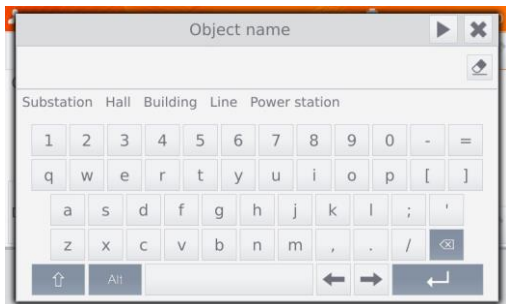 Object name
Substation Hall Building Line Power station
1 2 3 4 5 6 7 8 9 0 - =
q w e r t y u i o p [ ]
a s d f g h j k l ; '
z x c v b n m , . /
Alt